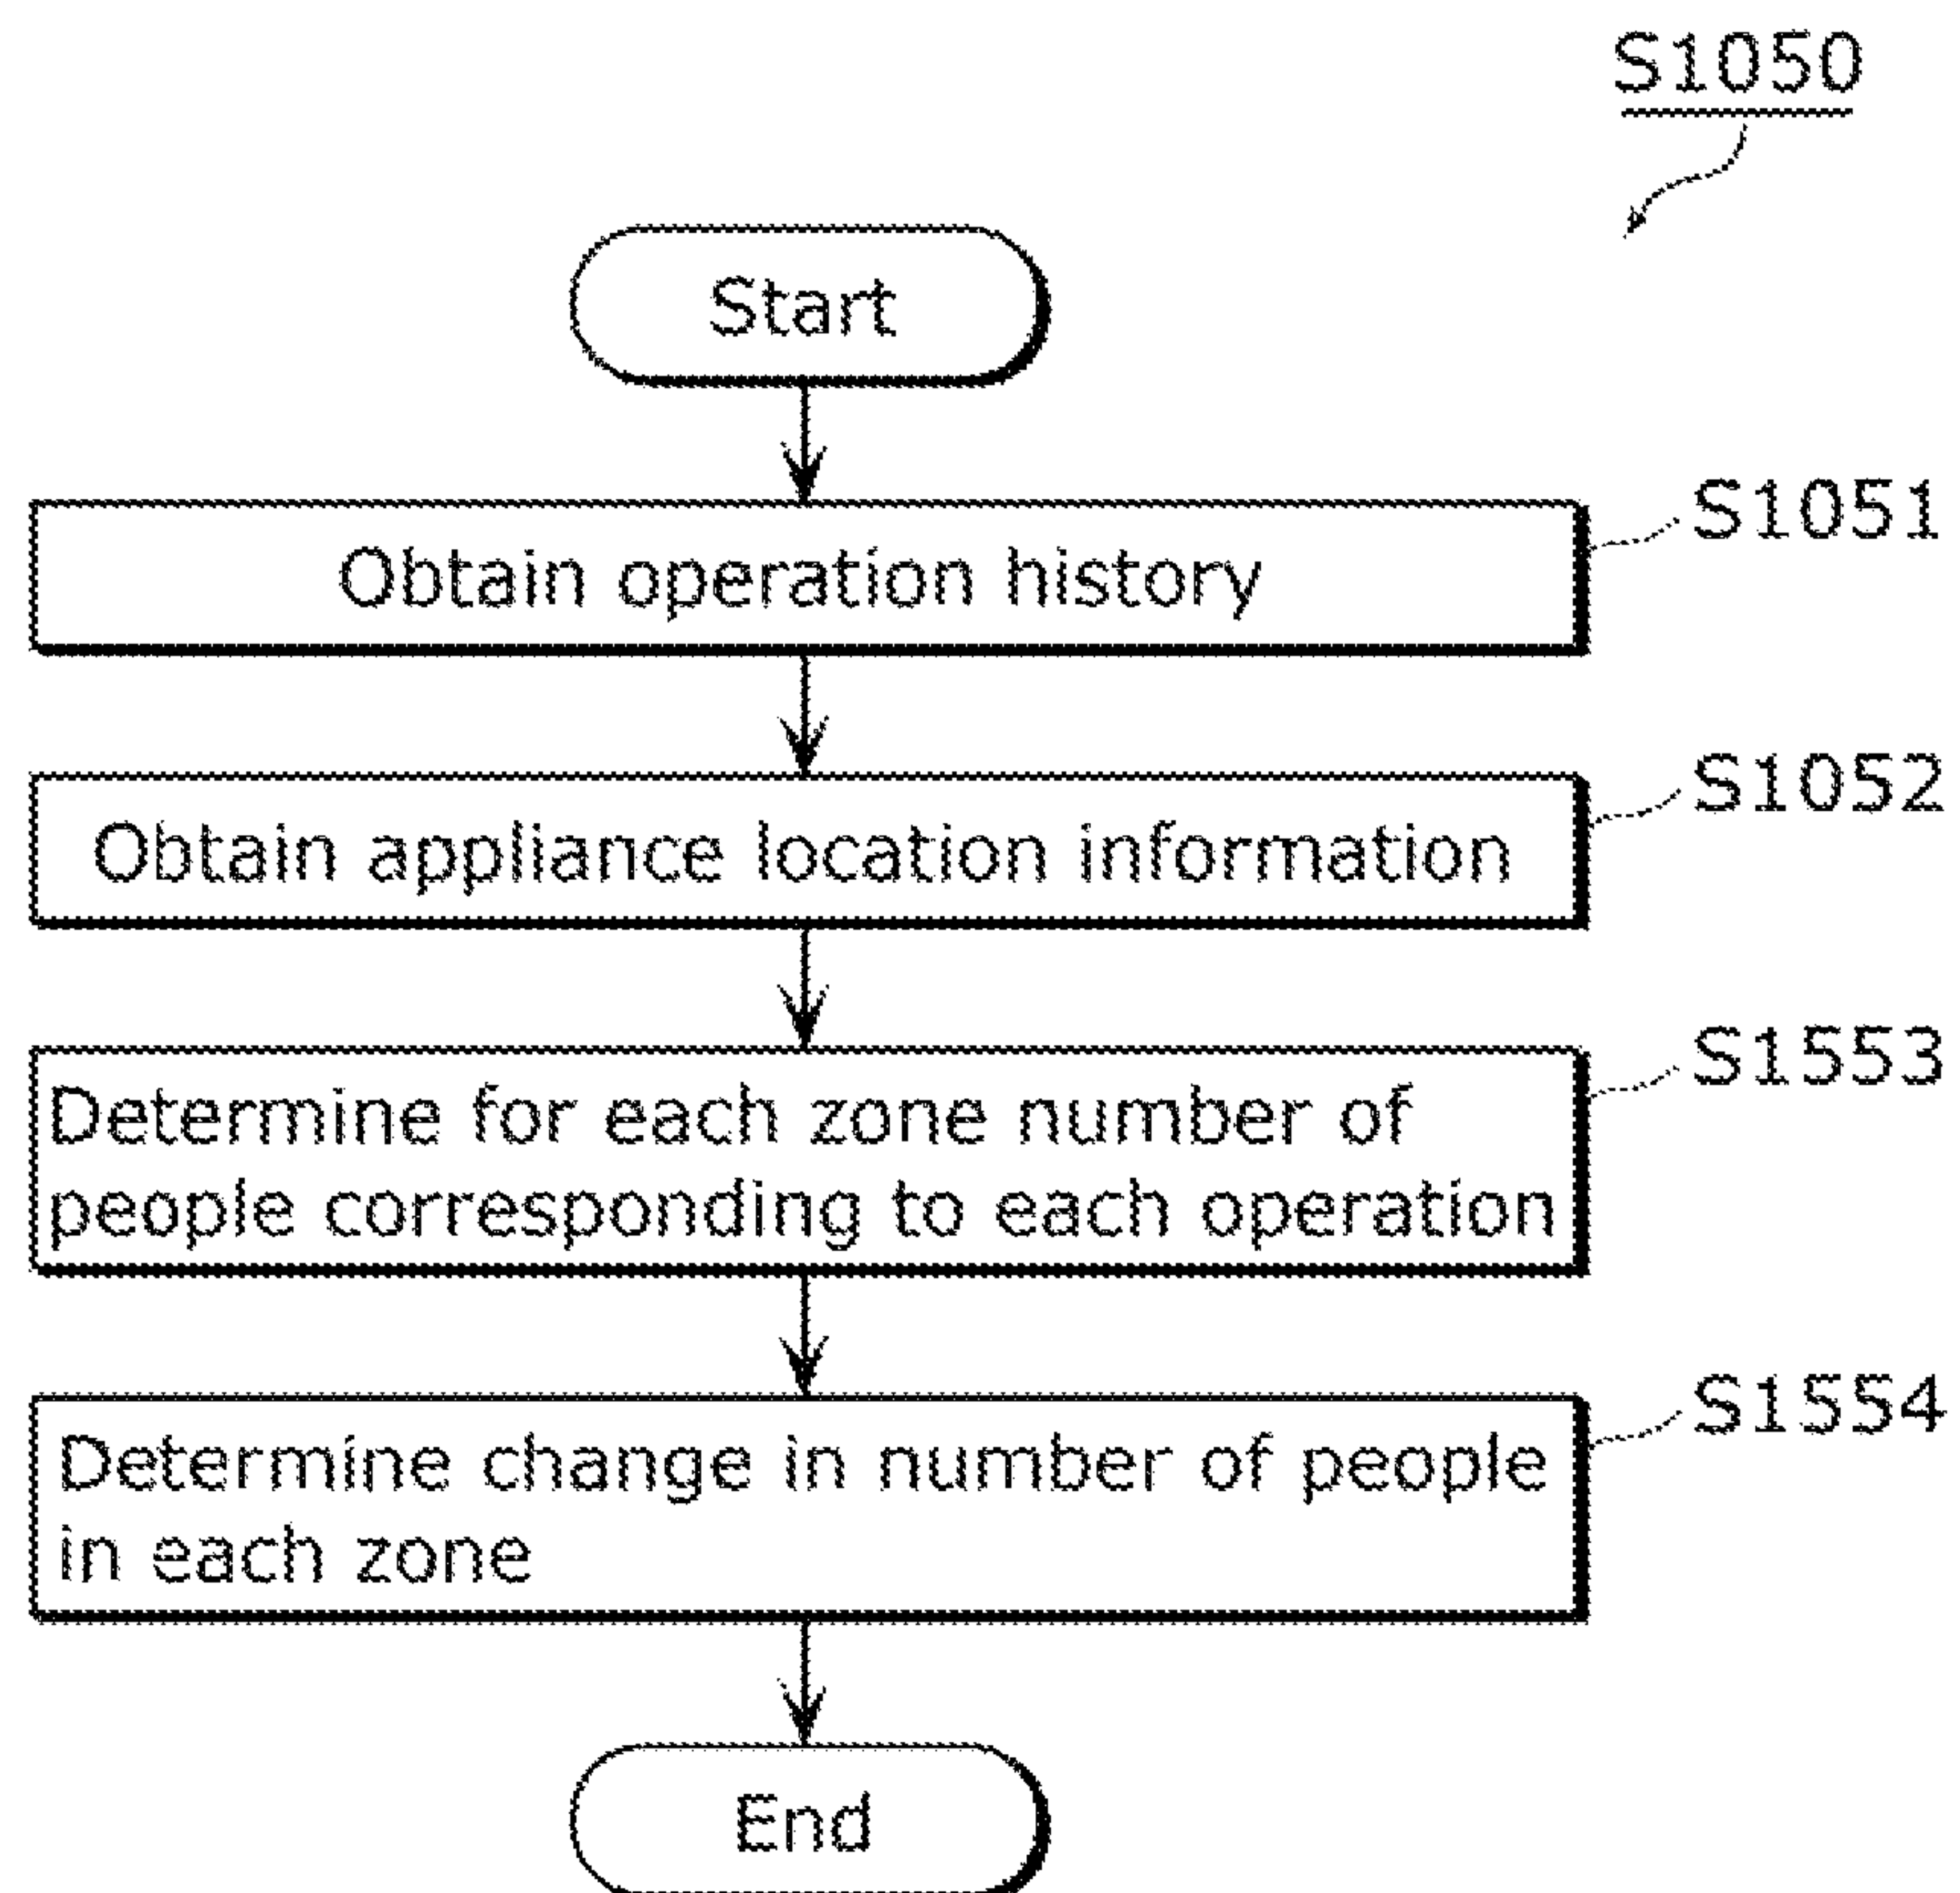 S1050
Start
S1051
Obtain operation history
S1052
Obtain appliance location information
S1553
Determine for each zone number of
people corresponding to each operation
S1554
Determine change in number of people
in each zone
End